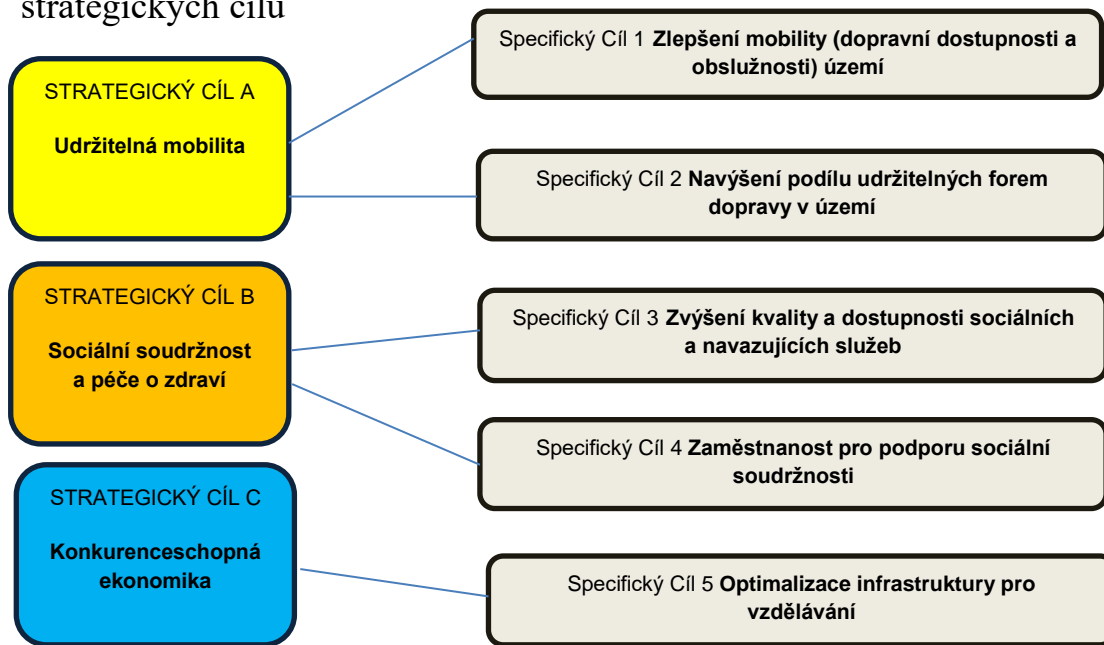 strategických cílů
STRATEGICKÝ CÍL A
Udržitelná mobilita
Specifický Cíl 1 Zlepšení mobility (dopravní dostupnosti a
obslužnosti) území
Specifický Cíl 2 Navýšení podílu udržitelných forem
dopravy v území
STRATEGICKÝ CÍL B
Sociální soudržnost
a péče o zdraví
Specifický Cíl 3 Zvýšení kvality a dostupnosti sociálních
a navazujících služeb
Specifický Cíl 4 Zaměstnanost pro podporu sociální
soudržnosti
STRATEGICKÝ CÍL C
Konkurenceschopná
ekonomika
Specifický Cíl 5 Optimalizace infrastruktury pro
vzdělávání